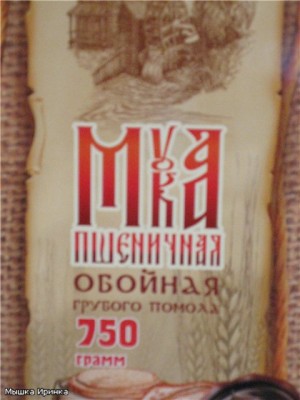 Мука
ПШЕНИЧНАЯ
ОБОЙНАЯ
ГРУБОГО ПОМОЛА
750
ГРАММ
Мышка Иринка